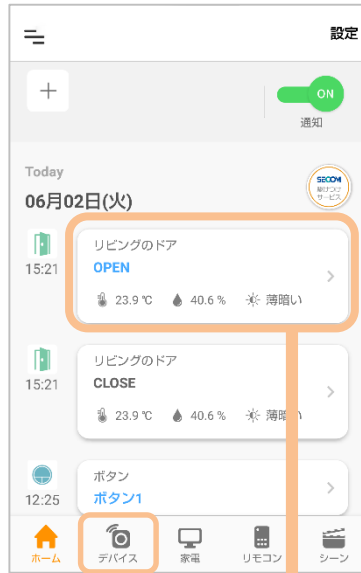 設定
ON
通知
Today
06月02日(火)
SECOM
駆けつけ
サービス
15:21
リビングのドア
OPEN
23.9 ℃ 40.6 % 薄暗い
15:21
リビングのドア
CLOSE
23.9 ℃ 40.6 % 薄暗い
12:25
ボタン
ボタン1
ホーム デバイス 家電 リモコン シーン